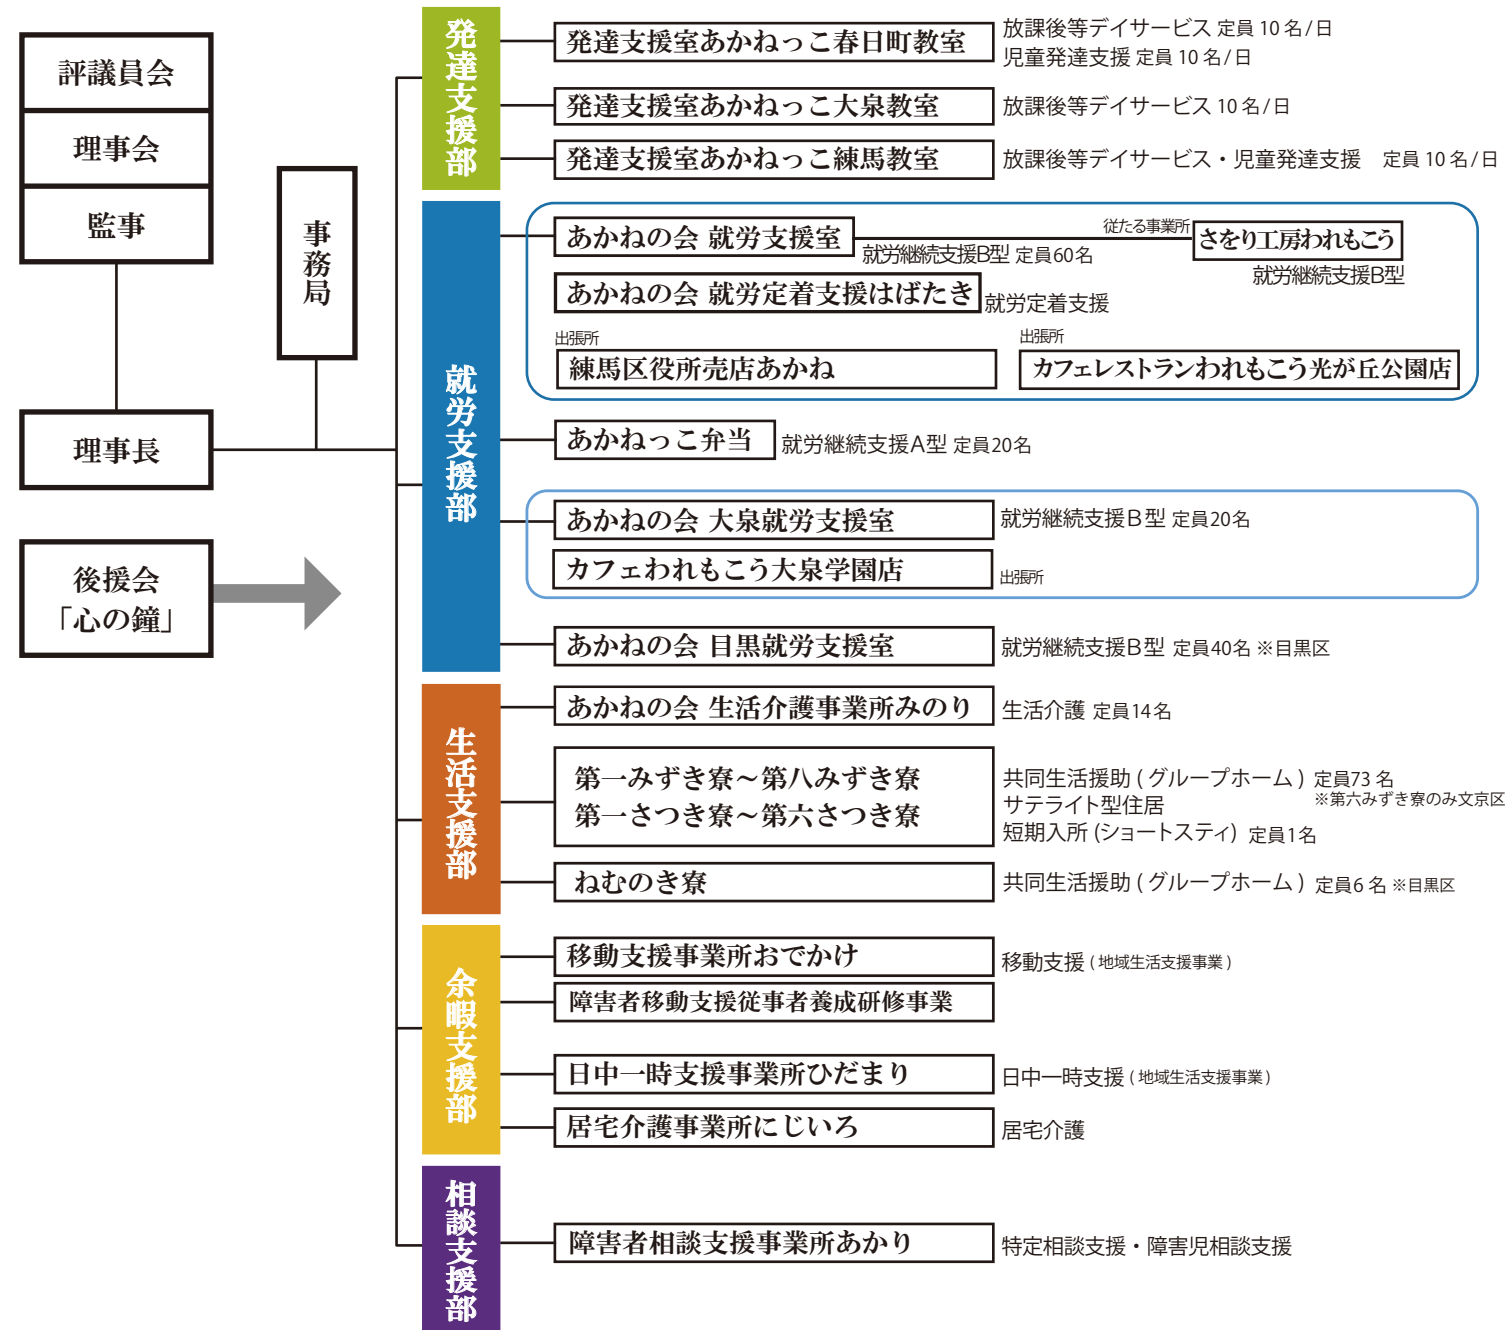 評議員会
理事会
監事
事務局
理事長
後援会
「心の鐘」
発達支援部
発達支援室あかねっこ春日町教室
放課後等デイサービス 定員 10 名/日
児童発達支援 定員 10 名/日
発達支援室あかねっこ大泉教室
放課後等デイサービス 10 名/日
発達支援室あかねっこ練馬教室
放課後等デイサービス・児童発達支援 定員 10 名/日
就労支援部
あかねの会 就労支援室
就労継続支援B型 定員60名
従たる事業所
さをり工房われもこう
就労継続支援B型
あかねの会 就労定着支援はばたき
就労定着支援
出張所
練馬区役所売店あかね
出張所
カフェレストランわれもこう光が丘公園店
あかねっこ弁当
就労継続支援A型 定員20名
あかねの会 大泉就労支援室
就労継続支援B型 定員20名
カフェわれもこう大泉学園店
出張所
あかねの会 目黒就労支援室
就労継続支援B型 定員40名 ※目黒区
生活支援部
あかねの会 生活介護事業所みのり
生活介護 定員14名
第一みずき寮～第八みずき寮
第一さつき寮～第六さつき寮
共同生活援助 ( グループホーム ) 定員73 名
※第六みずき寮のみ文京区
サテライト型住居
短期入所 (ショートスティ) 定員1名
ねむのき寮
共同生活援助 ( グループホーム ) 定員6 名 ※目黒区
余暇支援部
移動支援事業所おでかけ
移動支援 ( 地域生活支援事業 )
障害者移動支援従事者養成研修事業
日中一時支援事業所ひだまり
日中一時支援 ( 地域生活支援事業 )
居宅介護事業所にじいろ
居宅介護
相談支援部
障害者相談支援事業所あかり
特定相談支援・障害児相談支援